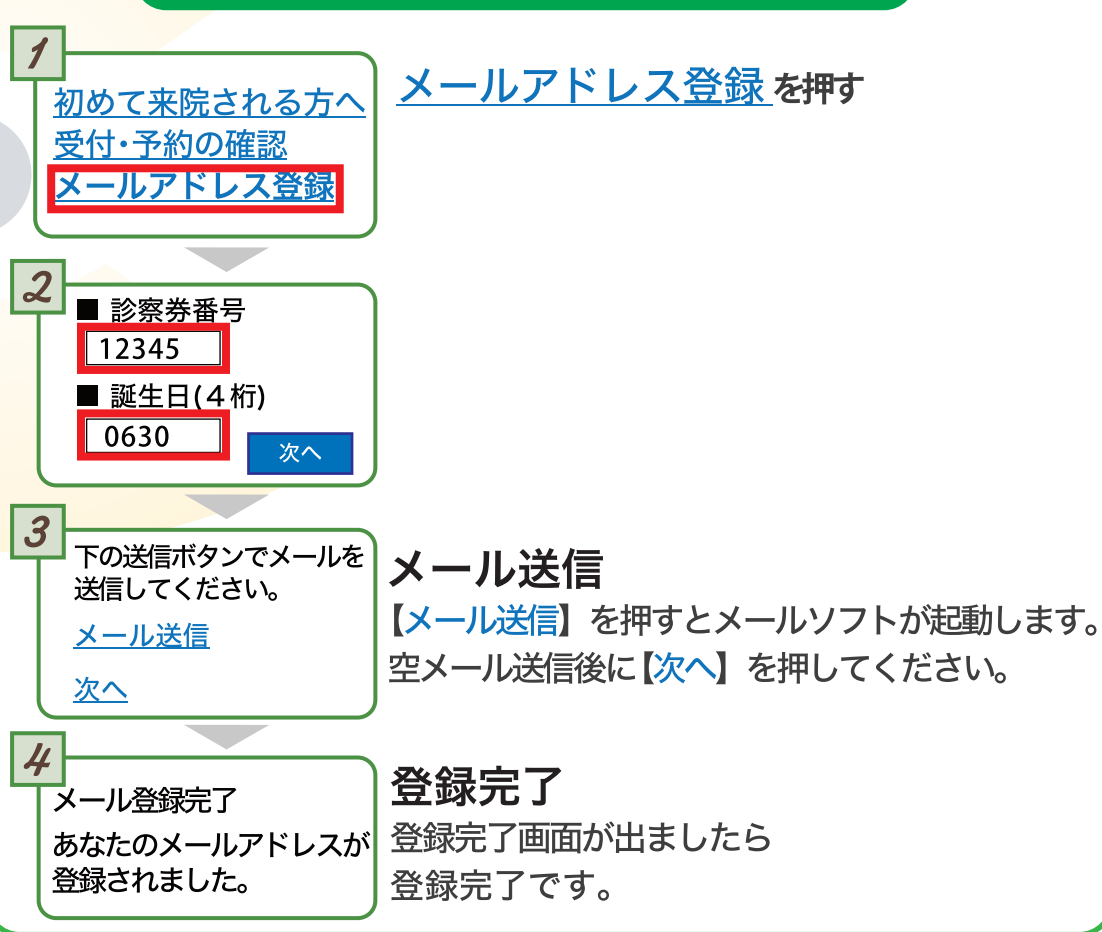 1
初めて来院される方へ
受付・予約の確認
メールアドレス登録
メールアドレス登録 を押す
2
■ 診察券番号
12345
■ 誕生日(４桁)
0630
次へ
3
下の送信ボタンでメールを
送信してください。
メール送信
次へ
メール送信
【メール送信】を押すとメールソフトが起動します。
空メール送信後に【次へ】を押してください。
4
メール登録完了
あなたのメールアドレスが
登録されました。
登録完了
登録完了画面が出ましたら
登録完了です。